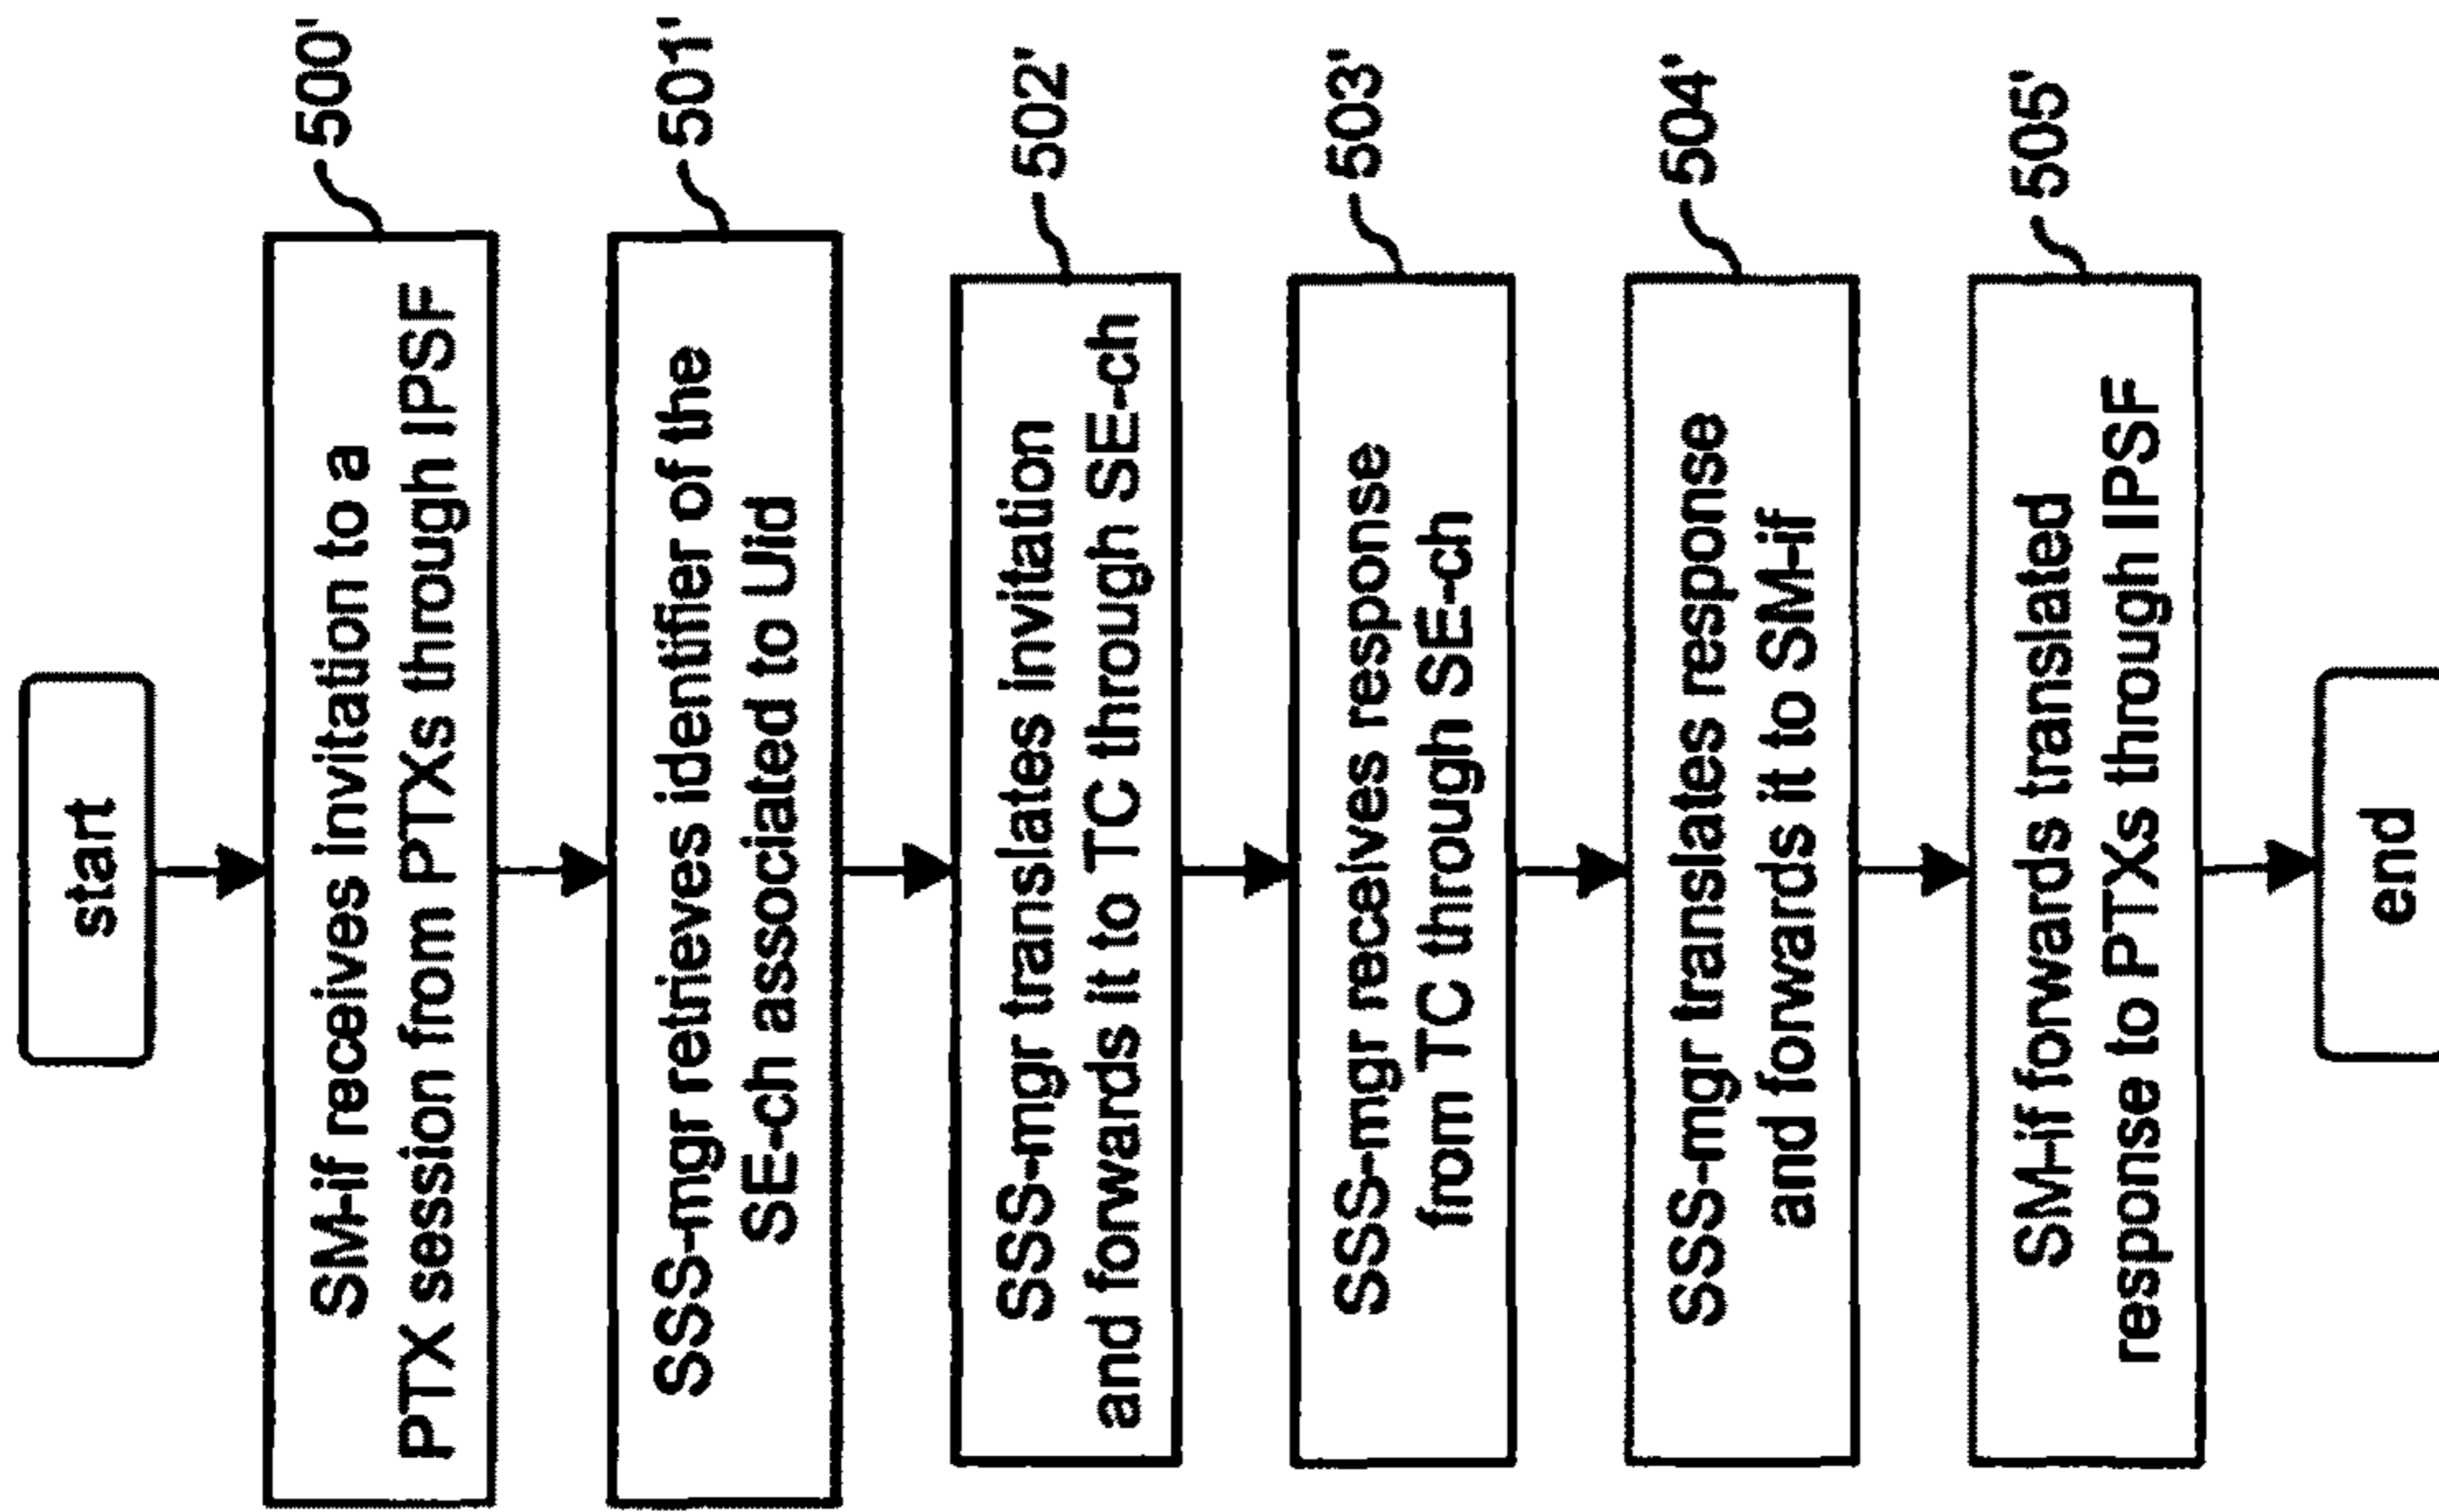 start
SM-if receives invitation to a
PTX session from PTXs through IPSF
500'
SSS-mgr retrieves identifier of the
SE-ch associated to Uid
501'
SSS-mgr translates invitation
and forwards it to TC through SE-ch
502'
SSS-mgr receives response
from TC through SE-ch
503'
SSS-mgr translates response
and forwards it to SM-if
504'
SM-if forwards translated
response to PTXs through IPSF
505'
end